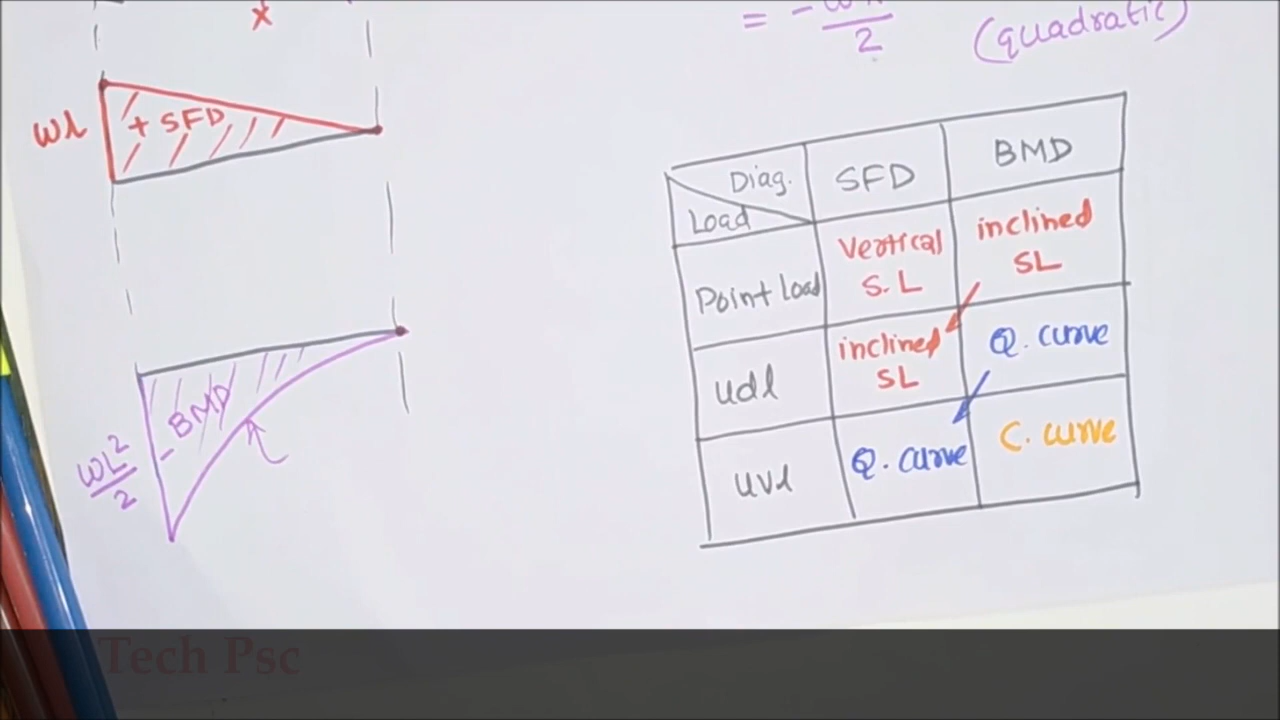 x
= -
2
(quadratic)
wl
+ SFD
Diag.
Load
SFD
BMD
Point load
Vertical
S.L
inclined
SL
udl
inclined
SL
Q. curve
uvl
Q. curve
C. curve
- BMD
wL²
2
Tech Psc